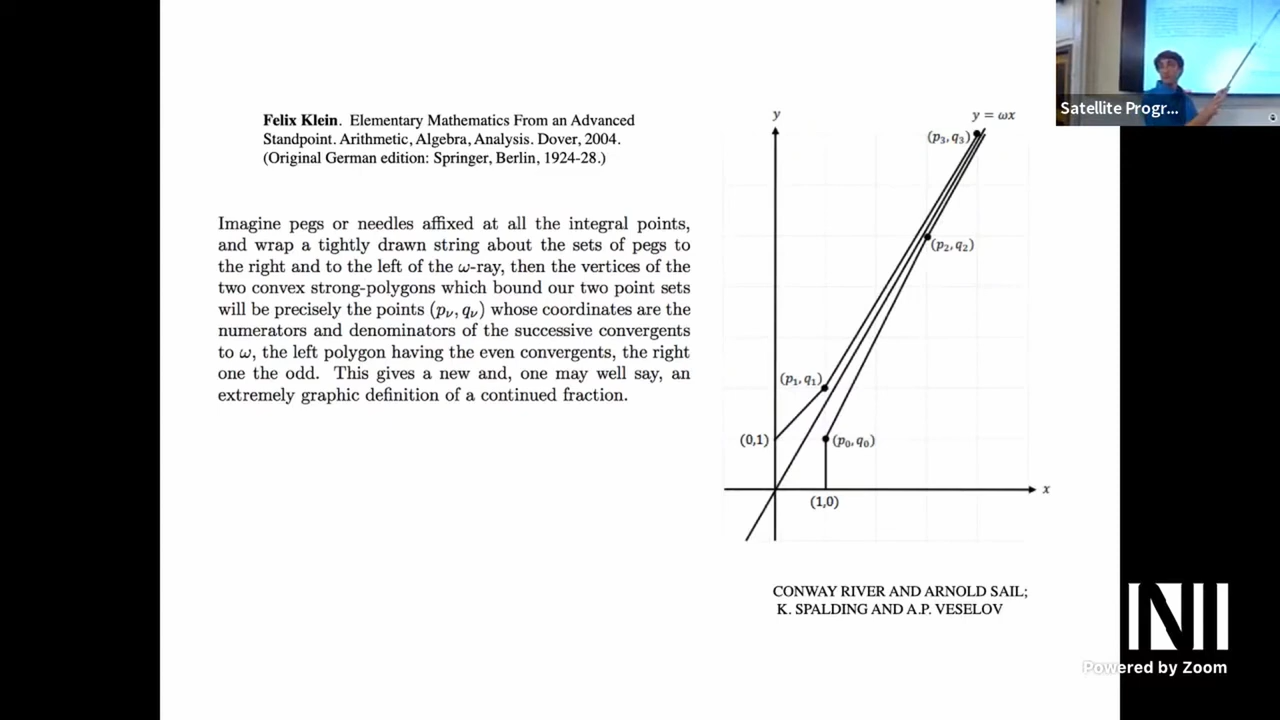 Felix Klein. Elementary Mathematics From an Advanced
Standpoint. Arithmetic, Algebra, Analysis. Dover, 2004.
(Original German edition: Springer, Berlin, 1924-28.)
Imagine pegs or needles affixed at all the integral points,
and wrap a tightly drawn string about the sets of pegs to
the right and to the left of the ω-ray, then the vertices of the
two convex strong-polygons which bound our two point sets
will be precisely the points (pν, qν) whose coordinates are the
numerators and denominators of the successive convergents
to ω, the left polygon having the even convergents, the right
one the odd. This gives a new and, one may well say, an
extremely graphic definition of a continued fraction.
y
y = ωx
(p₃, q₃)
(p₂, q₂)
(p₁, q₁)
(0,1)
(p₀, q₀)
x
(1,0)
CONWAY RIVER AND ARNOLD SAIL;
K. SPALDING AND A.P. VESELOV
Satellite Progr...
Powered by Zoom